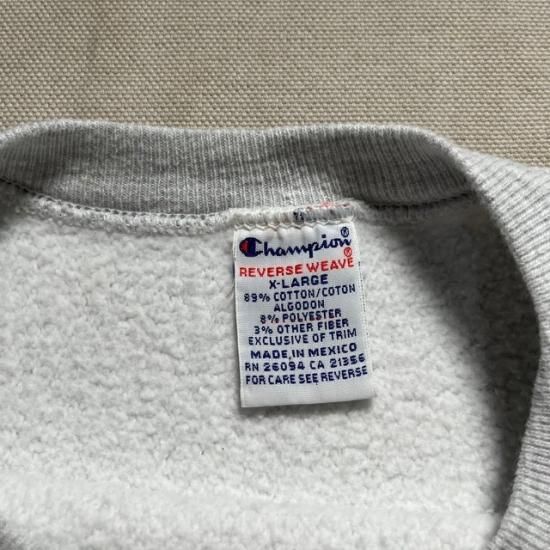 Champion®
REVERSE WEAVE®
X-LARGE
89% COTTON/COTON
ALGODON
8% POLYESTER
3% OTHER FIBER
EXCLUSIVE OF TRIM
MADE IN MEXICO
RN 26094 CA 21356
FOR CARE SEE REVERSE